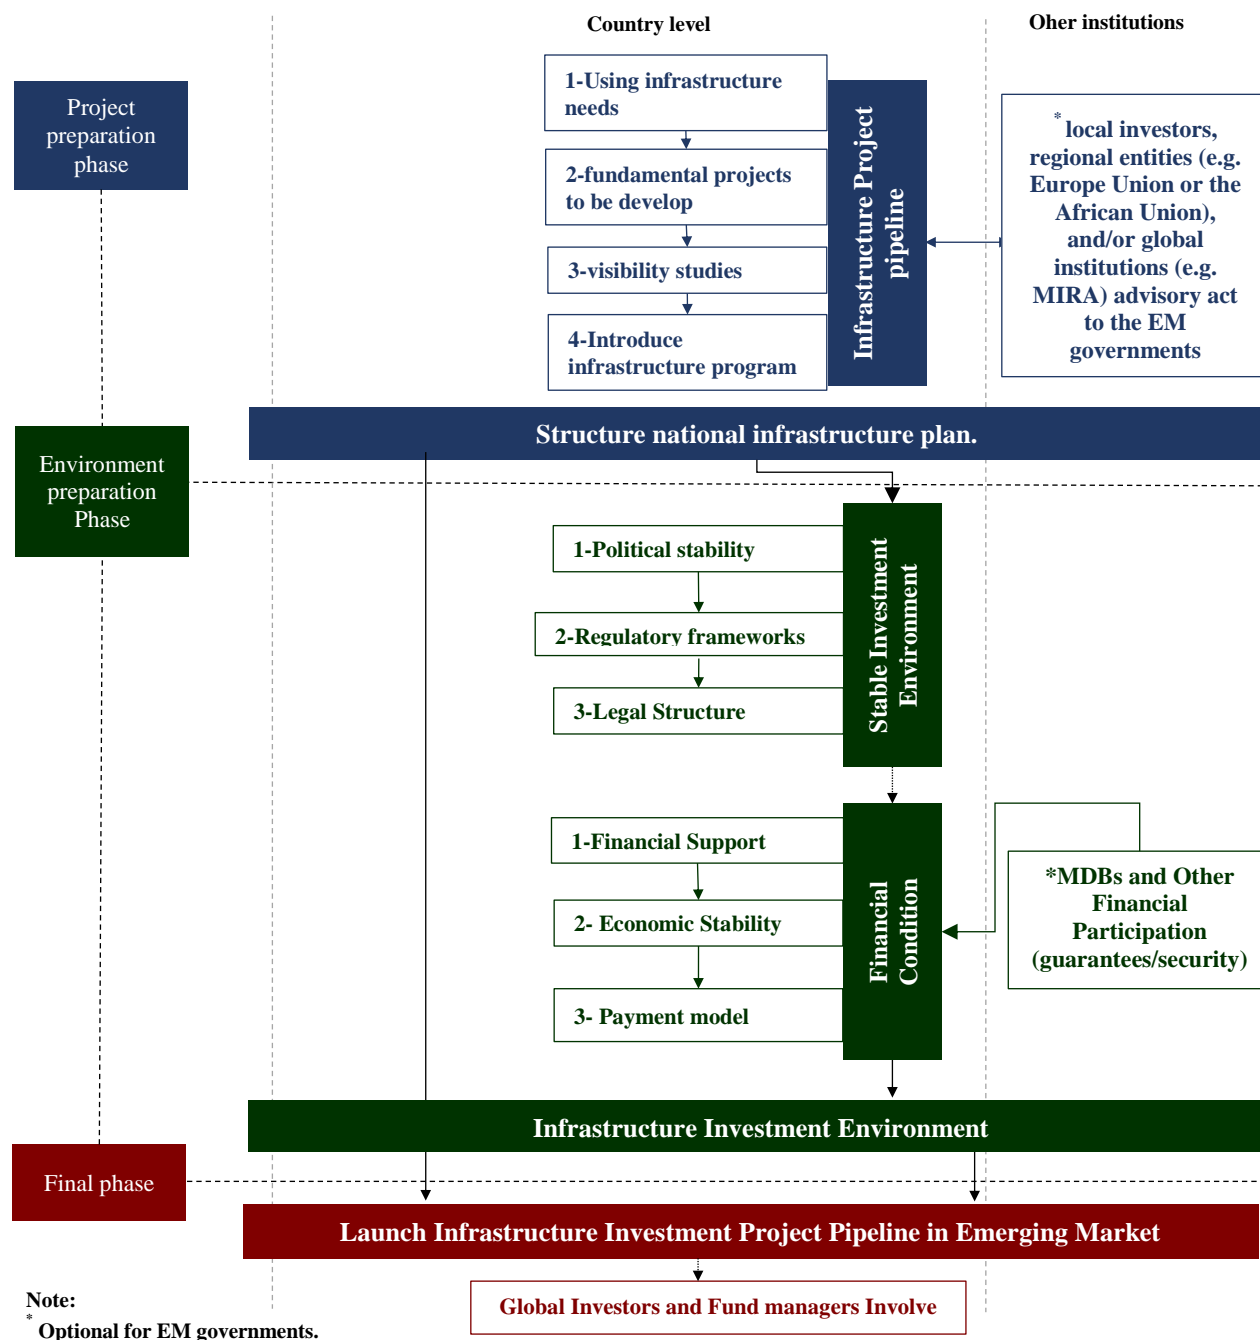 Country level
Oher institutions
Project
preparation
phase
1-Using infrastructure
needs
2-fundamental projects
to be develop
3-visibility studies
4-Introduce
infrastructure program
Infrastructure Project
pipeline
* local investors,
regional entities (e.g.
Europe Union or the
African Union),
and/or global
institutions (e.g.
MIRA) advisory act
to the EM
governments
Structure national infrastructure plan.
Environment
preparation
Phase
1-Political stability
2-Regulatory frameworks
3-Legal Structure
Stable Investment
Environment
1-Financial Support
2- Economic Stability
3- Payment model
Financial
Condition
*MDBs and Other
Financial
Participation
(guarantees/security)
Infrastructure Investment Environment
Final phase
Launch Infrastructure Investment Project Pipeline in Emerging Market
Global Investors and Fund managers Involve
Note:
* Optional for EM governments.